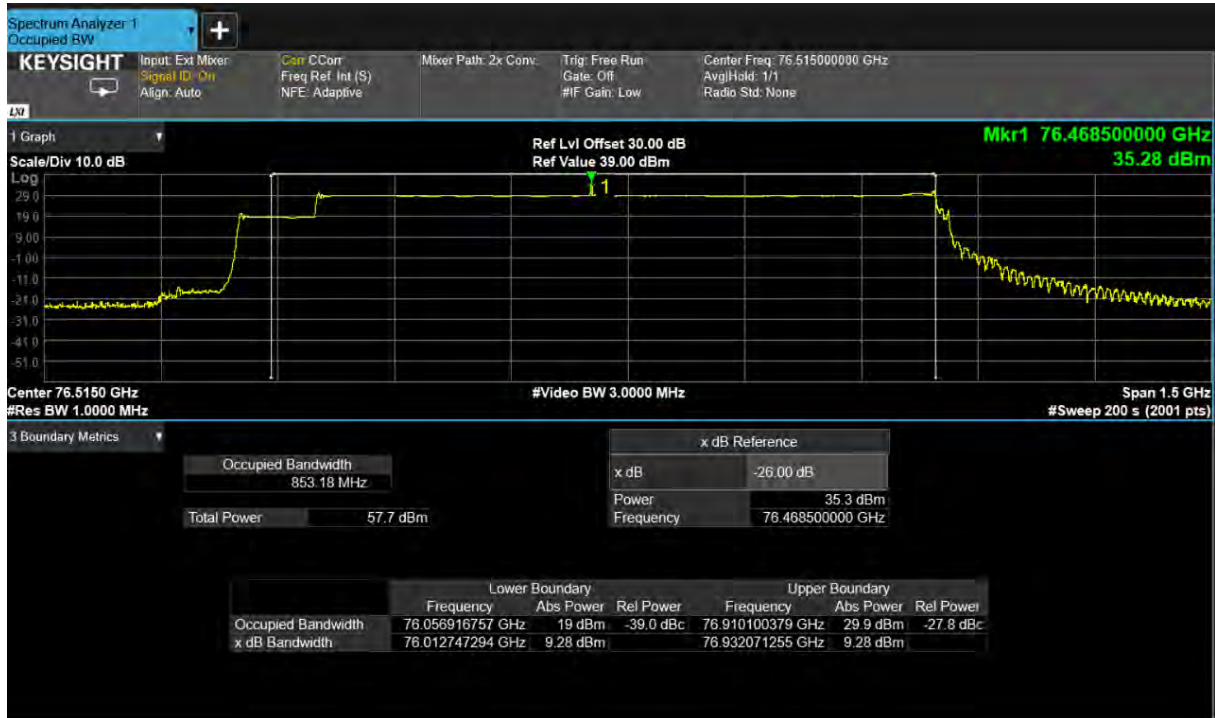 Spectrum Analyzer 1
Occupied BW
+
KEYSIGHT Input: Ext Mixer Corr CCorr Mixer Path: 2x Conv. Trig: Free Run Center Freq: 76.515000000 GHz
Signal ID: On Freq Ref: Int (S) Gate: Off Avg|Hold: 1/1
Align: Auto NFE: Adaptive #IF Gain: Low Radio Std: None
LXI
1 Graph Ref Lvl Offset 30.00 dB Mkr1 76.468500000 GHz
Scale/Div 10.0 dB Ref Value 39.00 dBm 35.28 dBm
Log
1
29.0
19.0
9.00
-1.00
-11.0
-21.0
-31.0
-41.0
-51.0
Center 76.5150 GHz #Video BW 3.0000 MHz Span 1.5 GHz
#Res BW 1.0000 MHz #Sweep 200 s (2001 pts)
3 Boundary Metrics
x dB Reference
Occupied Bandwidth
853.18 MHz
x dB -26.00 dB
Power 35.3 dBm
Total Power 57.7 dBm Frequency 76.468500000 GHz
Lower Boundary Upper Boundary
Frequency Abs Power Rel Power Frequency Abs Power Rel Power
Occupied Bandwidth 76.056916757 GHz 19 dBm -39.0 dBc 76.910100379 GHz 29.9 dBm -27.8 dBc
x dB Bandwidth 76.012747294 GHz 9.28 dBm 76.932071255 GHz 9.28 dBm